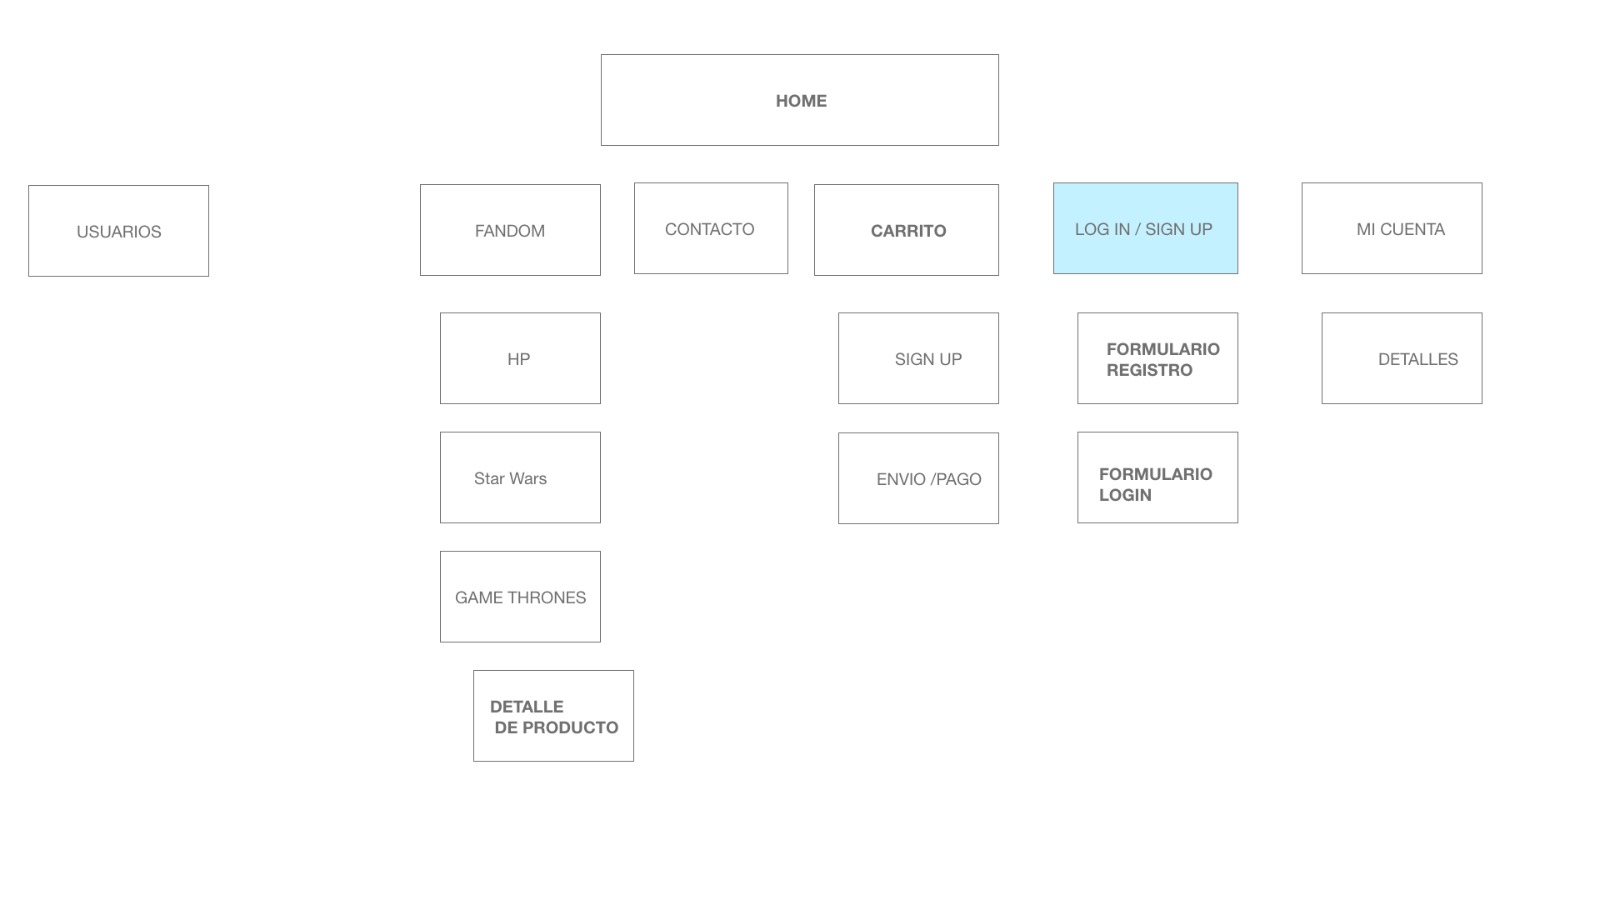 HOME
USUARIOS
FANDOM
CONTACTO
CARRITO
LOG IN / SIGN UP
MI CUENTA
HP
SIGN UP
FORMULARIO
REGISTRO
DETALLES
Star Wars
ENVIO /PAGO
FORMULARIO
LOGIN
GAME THRONES
DETALLE
DE PRODUCTO